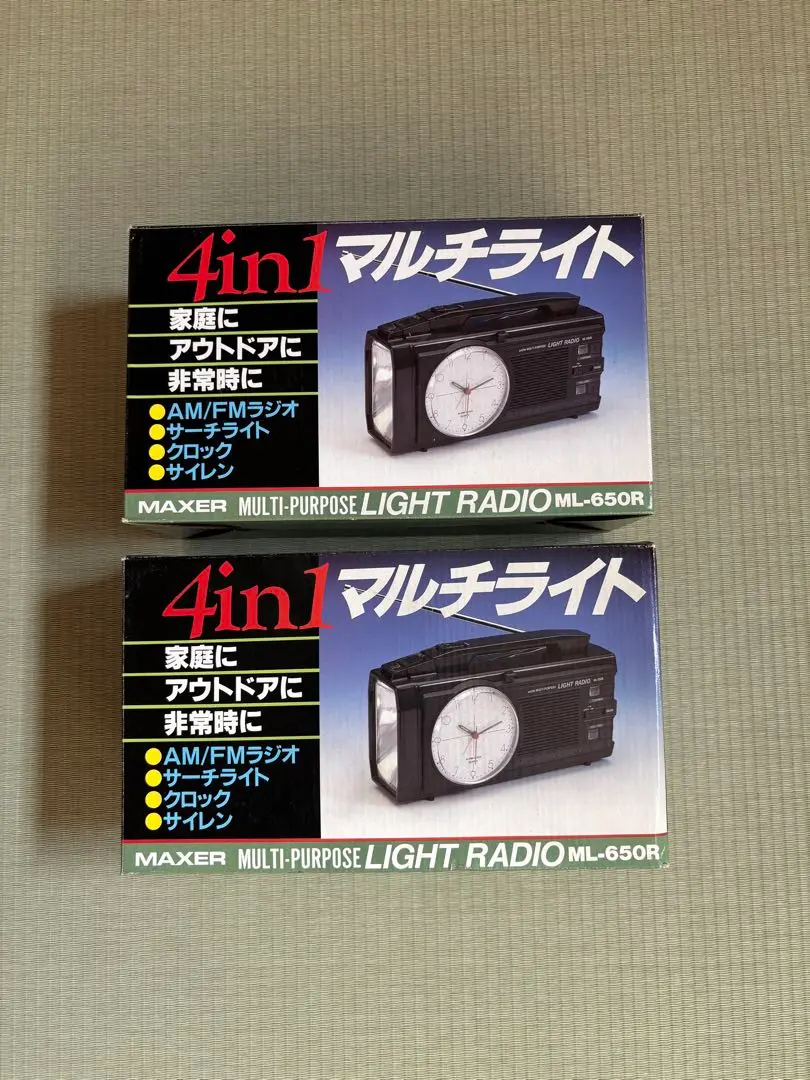 4in1マルチライト
家庭に
アウトドアに
非常時に
●AM/FMラジオ
●サーチライト
●クロック
●サイレン
LIGHT RADIO
MAXER MULTI-PURPOSE LIGHT RADIO ML-650R
4in1マルチライト
家庭に
アウトドアに
非常時に
●AM/FMラジオ
●サーチライト
●クロック
●サイレン
LIGHT RADIO
MAXER MULTI-PURPOSE LIGHT RADIO ML-650R